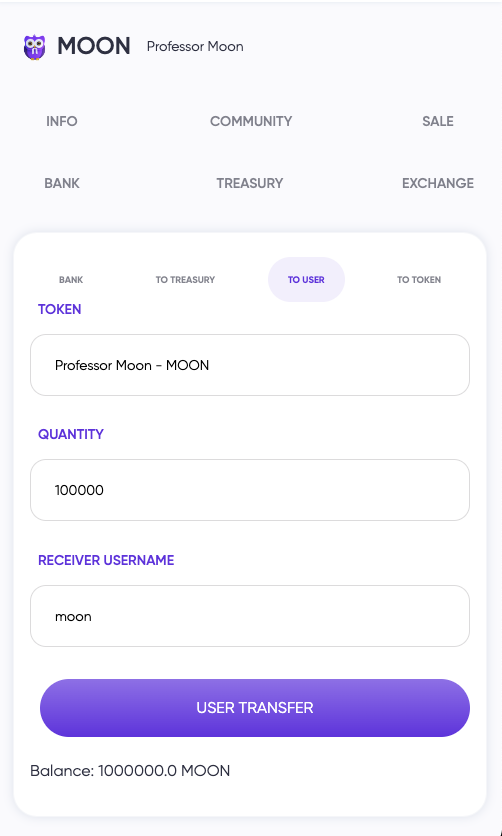 MOON Professor Moon
INFO COMMUNITY SALE
BANK TREASURY EXCHANGE
BANK TO TREASURY TO USER TO TOKEN
TOKEN
Professor Moon - MOON
QUANTITY
100000
RECEIVER USERNAME
moon
USER TRANSFER
Balance: 1000000.0 MOON